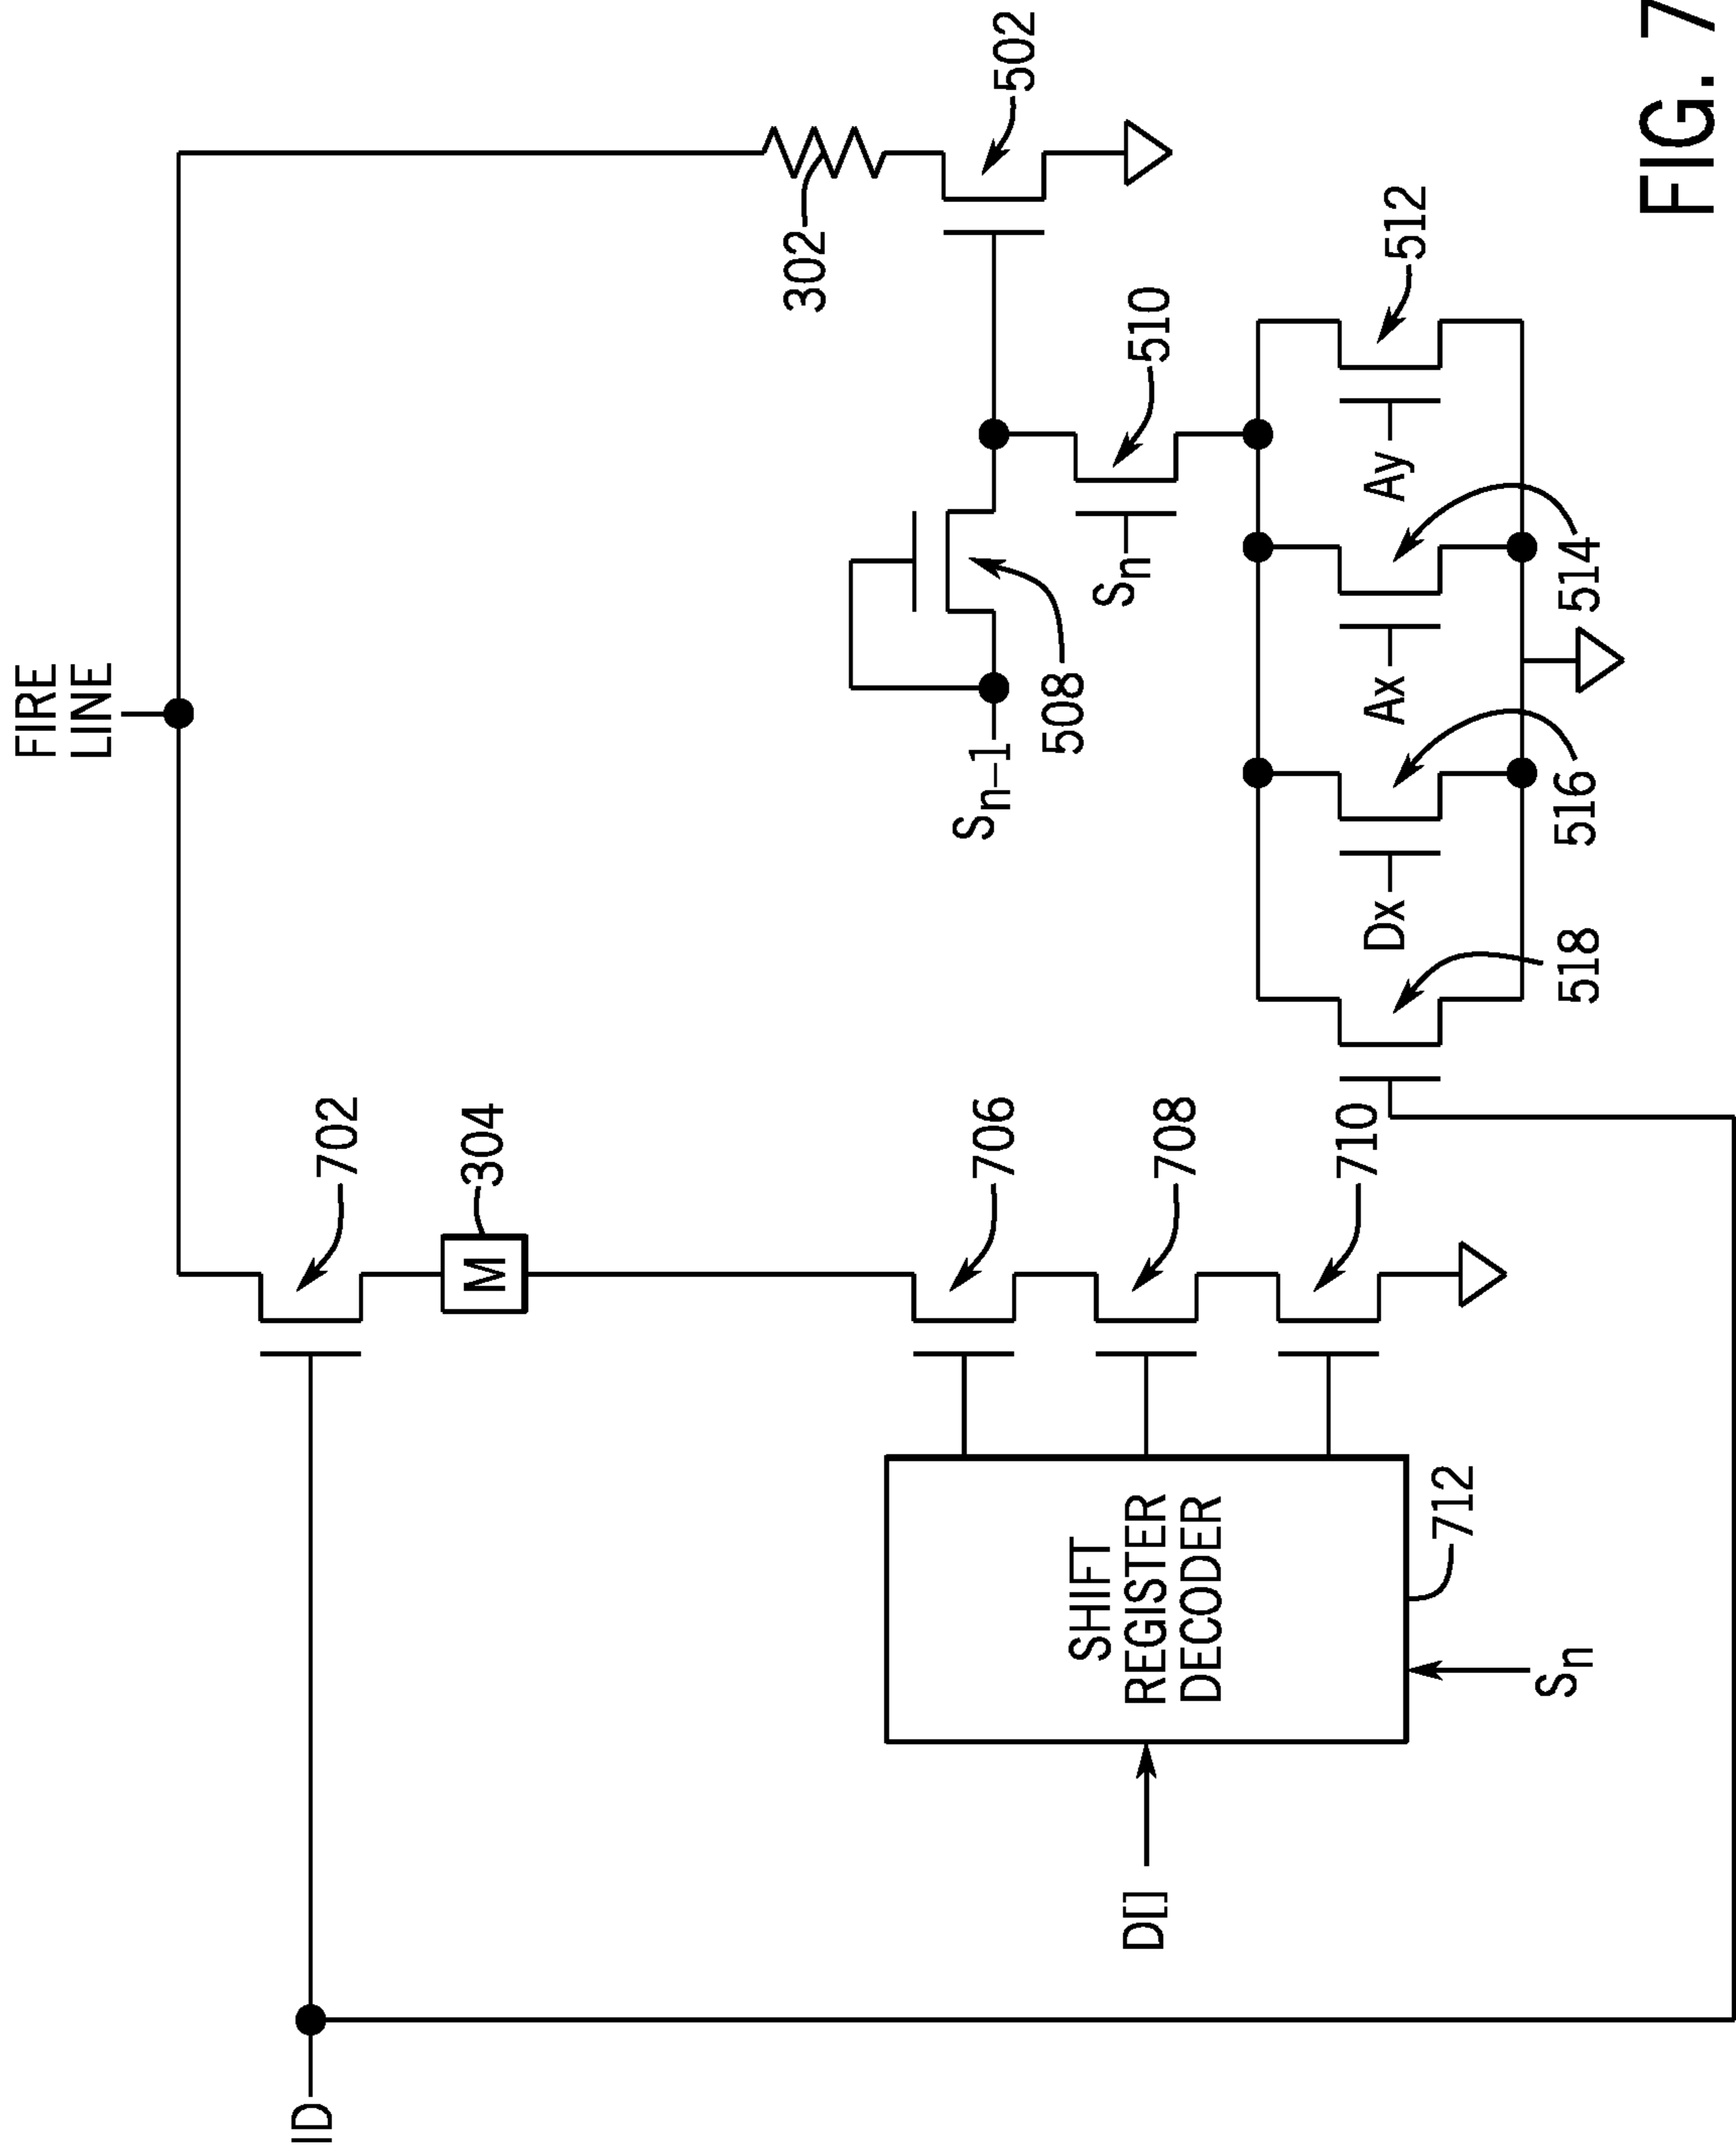 FIRE
LINE
ID
702
304
302
502
706
708
710
SHIFT
REGISTER
DECODER
712
D[]
Sn
Sn−1
508
Sn
510
Dx
Ax
Ay
512
518
516
514
FIG. 7